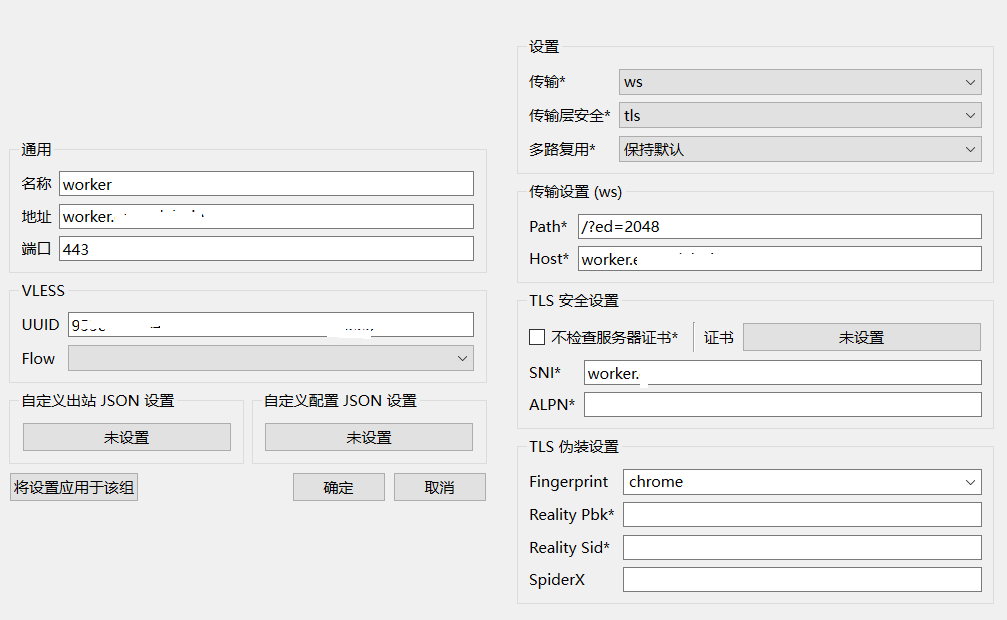 通用
名称 worker
地址 worker.
端口 443
VLESS
UUID
Flow
自定义出站 JSON 设置
未设置
自定义配置 JSON 设置
未设置
将设置应用于该组
确定
取消
设置
传输* ws
传输层安全* tls
多路复用* 保持默认
传输设置 (ws)
Path* /?ed=2048
Host* worker.
TLS 安全设置
不检查服务器证书* 证书 未设置
SNI* worker.
ALPN*
TLS 伪装设置
Fingerprint chrome
Reality Pbk*
Reality Sid*
SpiderX